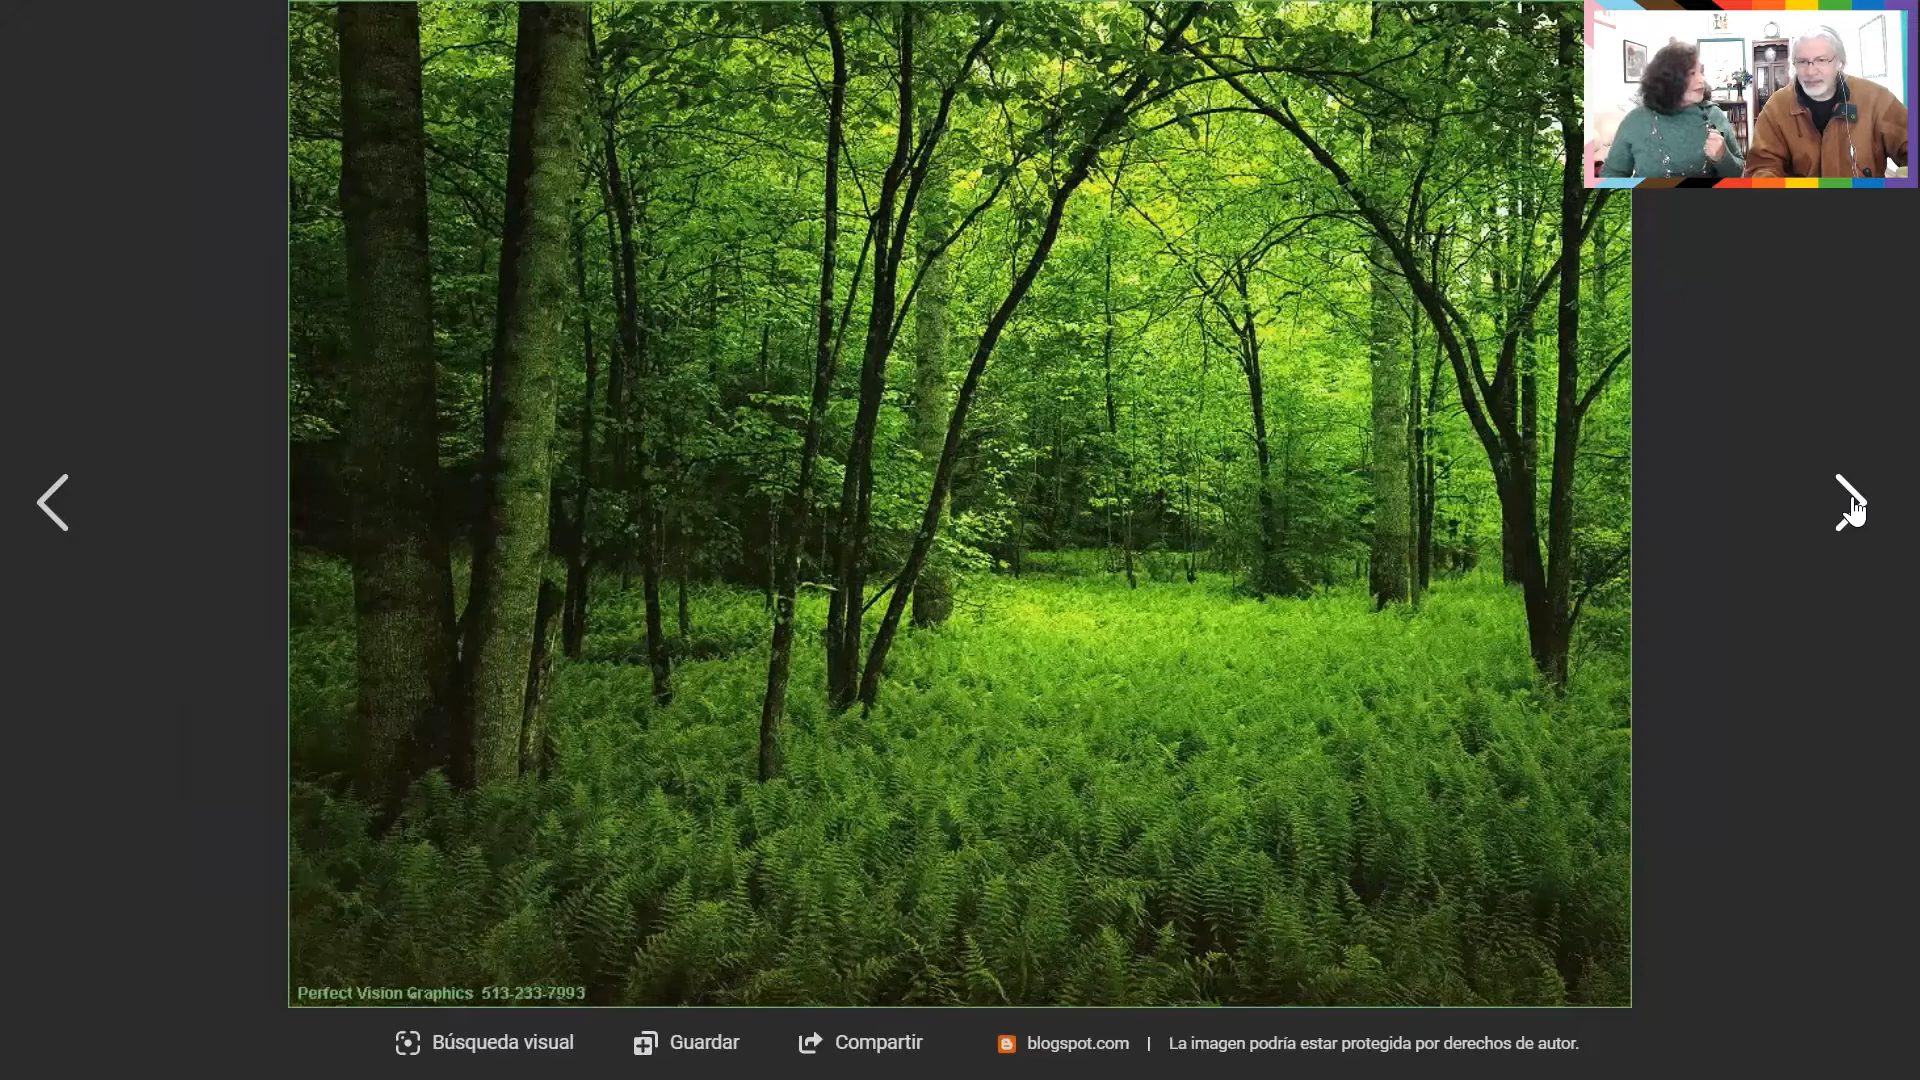 Perfect Vision Graphics 513-233-7993
Búsqueda visual
Guardar
Compartir
blogspot.com | La imagen podría estar protegida por derechos de autor.